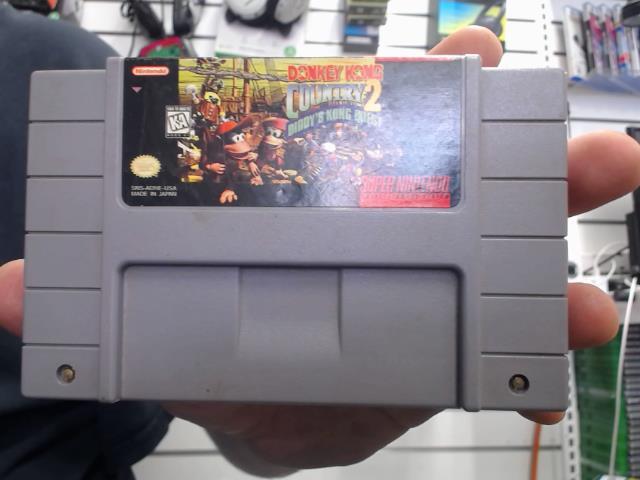 Nintendo
DONKEY KONG
COUNTRY 2
DIDDY'S KONG QUEST
K-A
SNS-ADNE-USA
MADE IN JAPAN
SUPER NINTENDO